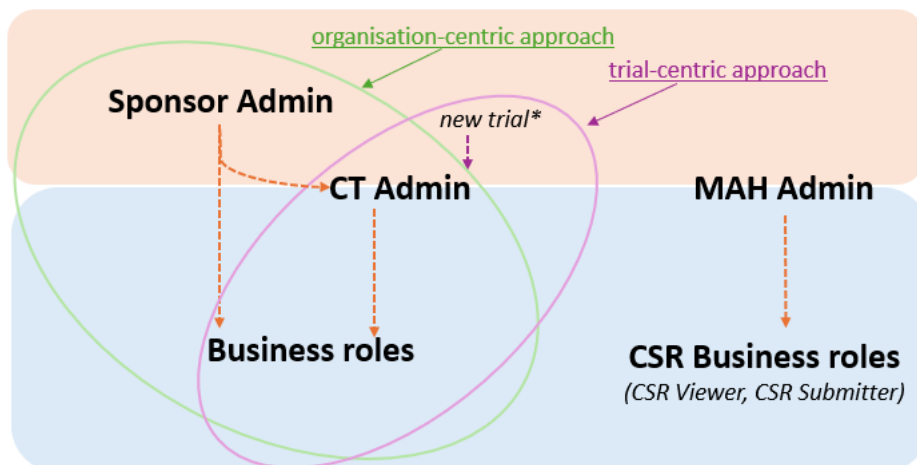 organisation-centric approach
trial-centric approach
Sponsor Admin
new trial*
CT Admin
MAH Admin
Business roles
CSR Business roles
(CSR Viewer, CSR Submitter)